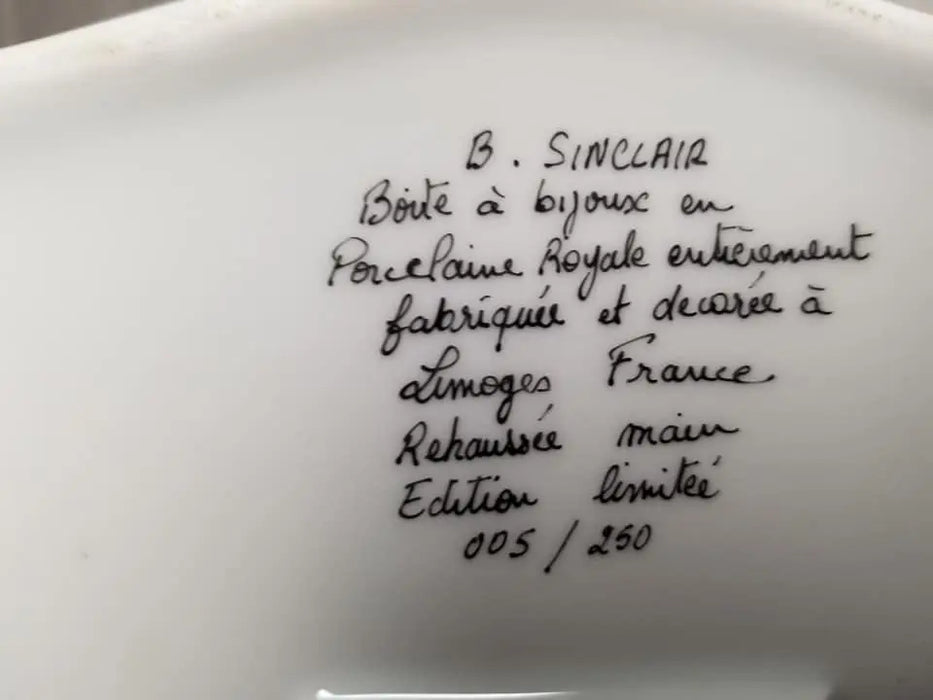 B. SINCLAIR
Boite à bijoux en
Porcelaine Royale entièrement
fabriquée et decorée à
Limoges France
Rehaussée main
Edition limitée
005 / 250